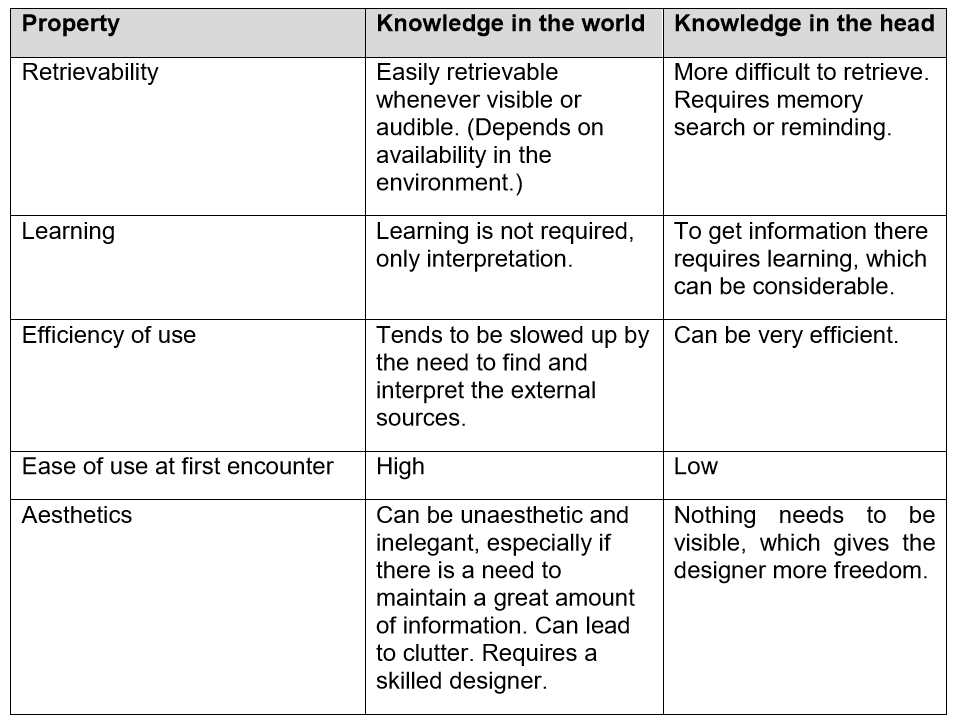 Property
Knowledge in the world
Knowledge in the head
Retrievability
Easily retrievable
whenever visible or
audible. (Depends on
availability in the
environment.)
More difficult to retrieve.
Requires memory
search or reminding.
Learning
Learning is not required,
only interpretation.
To get information there
requires learning, which
can be considerable.
Efficiency of use
Tends to be slowed up by
the need to find and
interpret the external
sources.
Can be very efficient.
Ease of use at first encounter
High
Low
Aesthetics
Can be unaesthetic and
inelegant, especially if
there is a need to
maintain a great amount
of information. Can lead
to clutter. Requires a
skilled designer.
Nothing needs to be
visible, which gives the
designer more freedom.